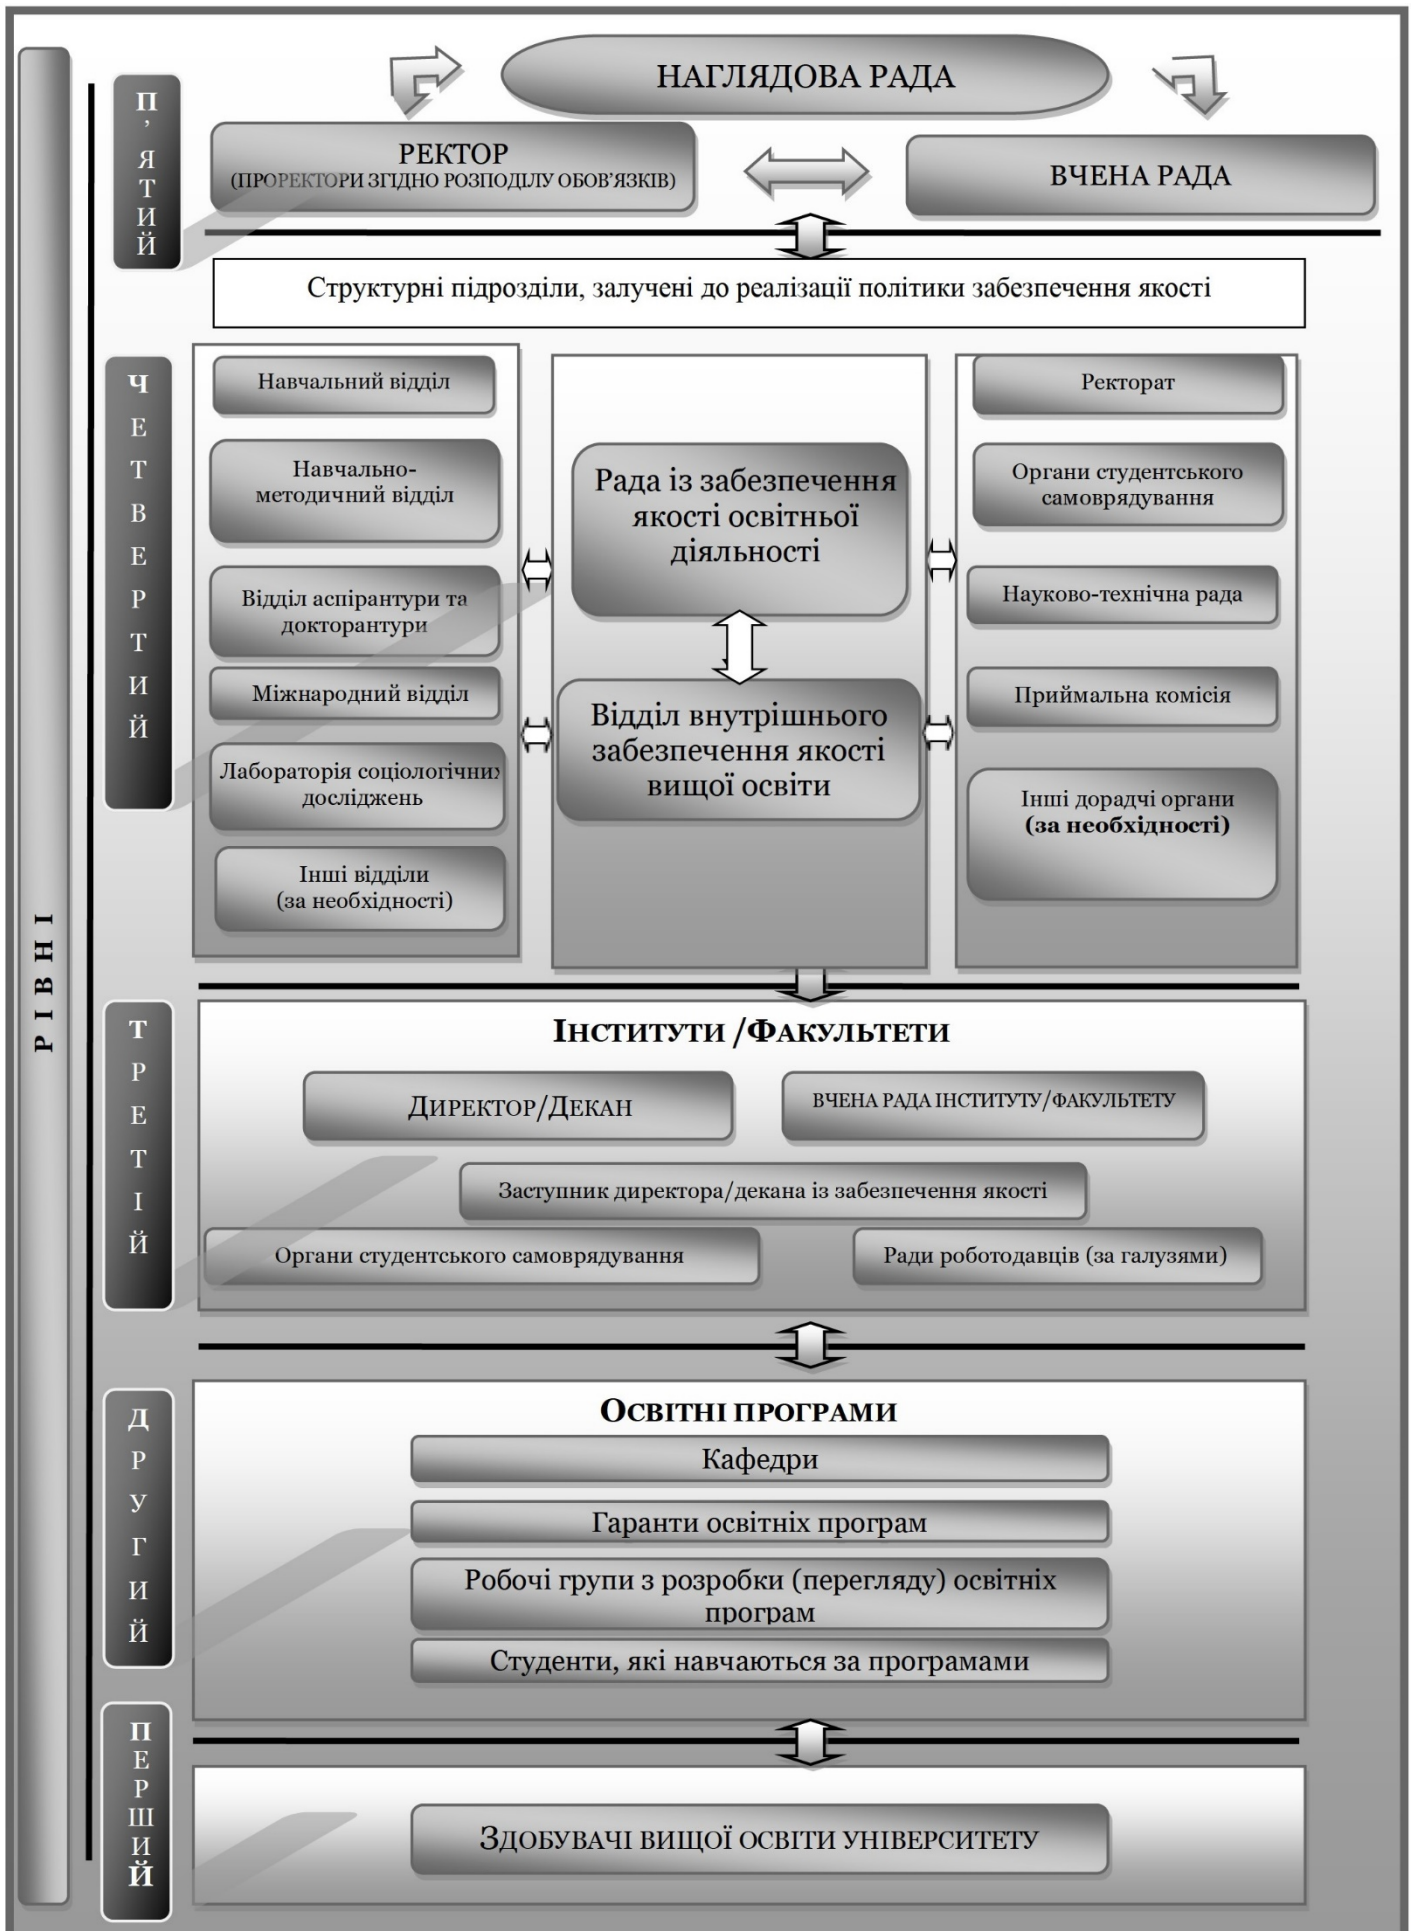 РІВНІ
П’ЯТИЙ
НАГЛЯДОВА РАДА
РЕКТОР
(ПРОРЕКТОРИ ЗГІДНО РОЗПОДІЛУ ОБОВ’ЯЗКІВ)
ВЧЕНА РАДА
Структурні підрозділи, залучені до реалізації політики забезпечення якості
ЧЕТВЕРТИЙ
Навчальний відділ
Навчально-
методичний відділ
Відділ аспірантури та
докторантури
Міжнародний відділ
Лабораторія соціологічних
досліджень
Інші відділи
(за необхідності)
Рада із забезпечення
якості освітньої
діяльності
Відділ внутрішнього
забезпечення якості
вищої освіти
Ректорат
Органи студентського
самоврядування
Науково-технічна рада
Приймальна комісія
Інші дорадчі органи
(за необхідності)
ТРЕТІЙ
ІНСТИТУТИ /ФАКУЛЬТЕТИ
ДИРЕКТОР/ДЕКАН
ВЧЕНА РАДА ІНСТИТУТУ/ФАКУЛЬТЕТУ
Заступник директора/декана із забезпечення якості
Органи студентського самоврядування
Ради роботодавців (за галузями)
ДРУГИЙ
ОСВІТНІ ПРОГРАМИ
Кафедри
Гаранти освітніх програм
Робочі групи з розробки (перегляду) освітніх
програм
Студенти, які навчаються за програмами
ПЕРШИЙ
ЗДОБУВАЧІ ВИЩОЇ ОСВІТИ УНІВЕРСИТЕТУ